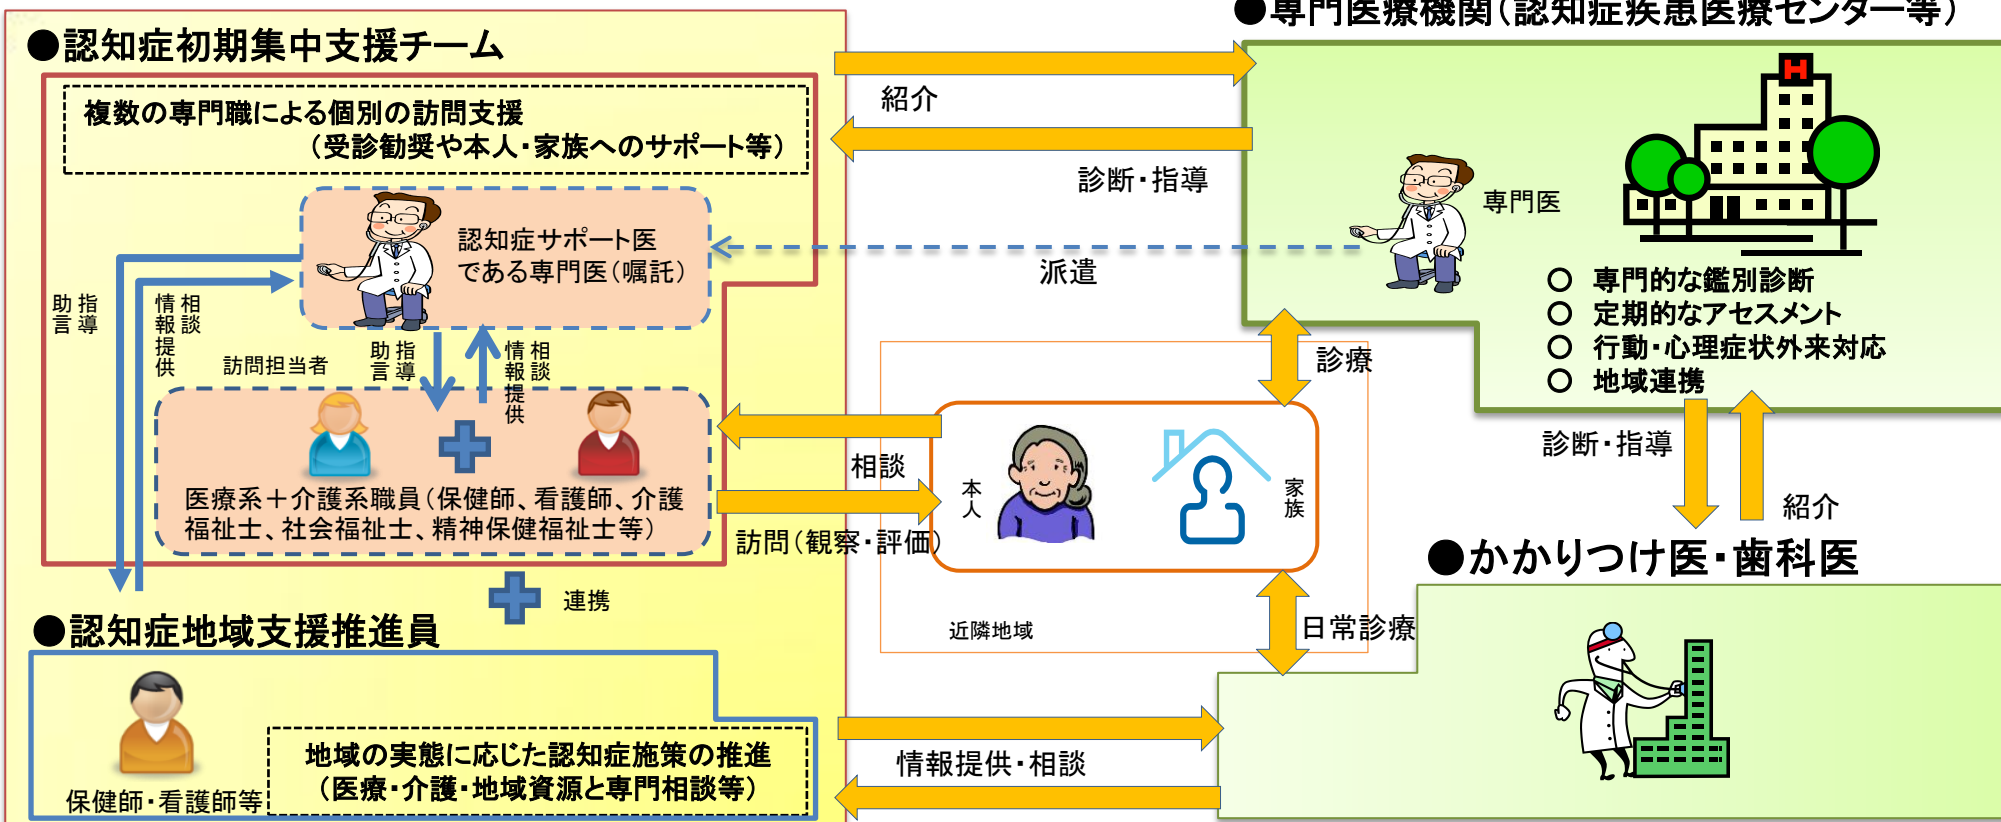 ●専門医療機関(認知症疾患医療センター等)
●認知症初期集中支援チーム
複数の専門職による個別の訪問支援
(受診勧奨や本人・家族へのサポート等)
紹介
診断・指導
専門医
認知症サポート医
である専門医(嘱託)
派遣
指導
助言
相談
情報提供
訪問担当者
指導
助言
相談
情報提供
診療
○ 専門的な鑑別診断
○ 定期的なアセスメント
○ 行動・心理症状外来対応
○ 地域連携
医療系+介護系職員(保健師、看護師、介護
福祉士、社会福祉士、精神保健福祉士等)
相談
訪問(観察・評価)
本人
家族
診断・指導
紹介
連携
近隣地域
日常診療
●かかりつけ医・歯科医
●認知症地域支援推進員
保健師・看護師等
地域の実態に応じた認知症施策の推進
(医療・介護・地域資源と専門相談等)
情報提供・相談
H